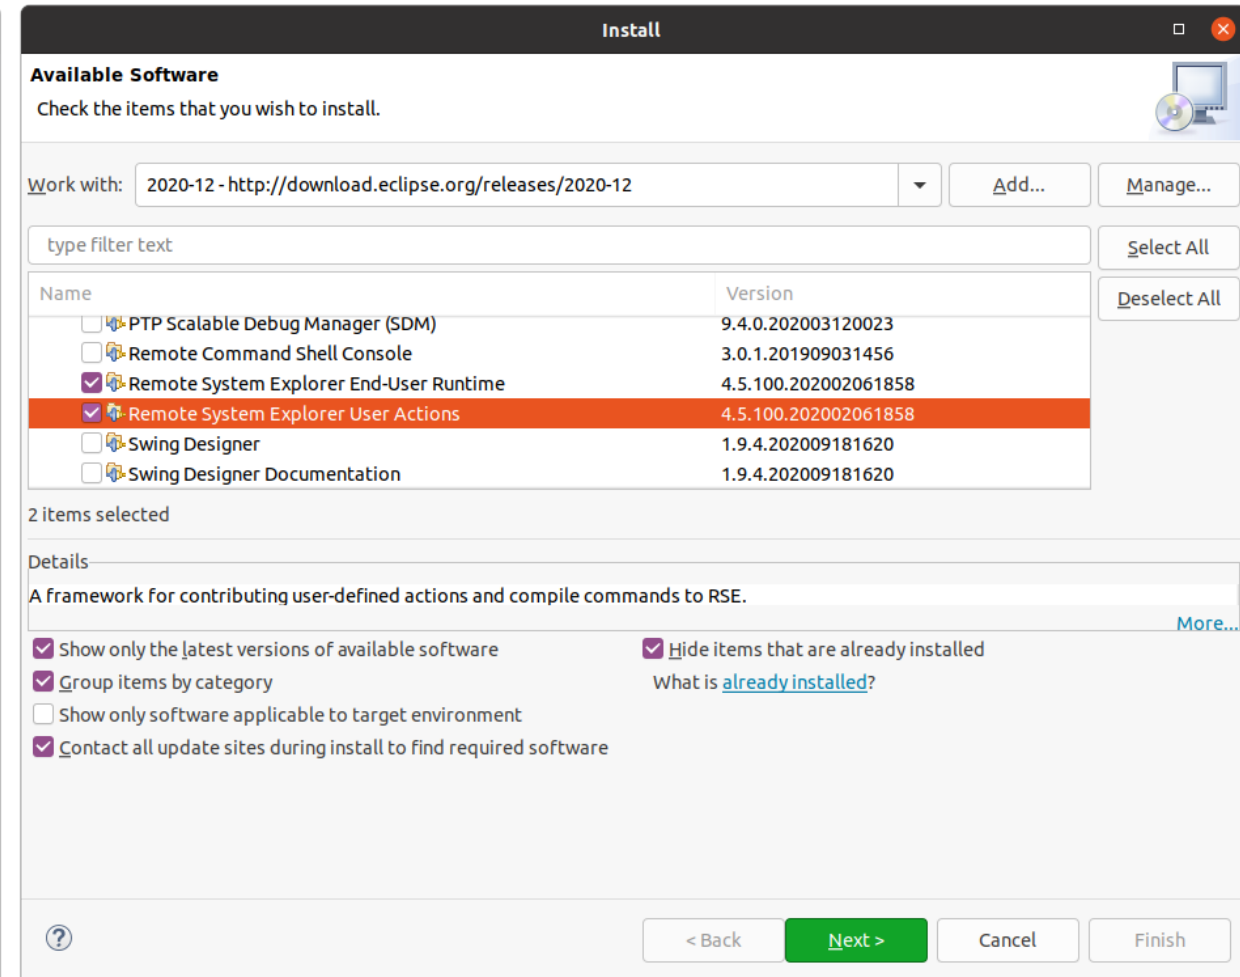 Install
Available Software
Check the items that you wish to install.
Work with: 2020-12 - http://download.eclipse.org/releases/2020-12 Add... Manage...
type filter text Select All
Name Version Deselect All
PTP Scalable Debug Manager (SDM) 9.4.0.202003120023
Remote Command Shell Console 3.0.1.201909031456
Remote System Explorer End-User Runtime 4.5.100.202002061858
Remote System Explorer User Actions 4.5.100.202002061858
Swing Designer 1.9.4.202009181620
Swing Designer Documentation 1.9.4.202009181620
2 items selected
Details
A framework for contributing user-defined actions and compile commands to RSE.
More...
Show only the latest versions of available software Hide items that are already installed
Group items by category What is already installed?
Show only software applicable to target environment
Contact all update sites during install to find required software
? < Back Next > Cancel Finish